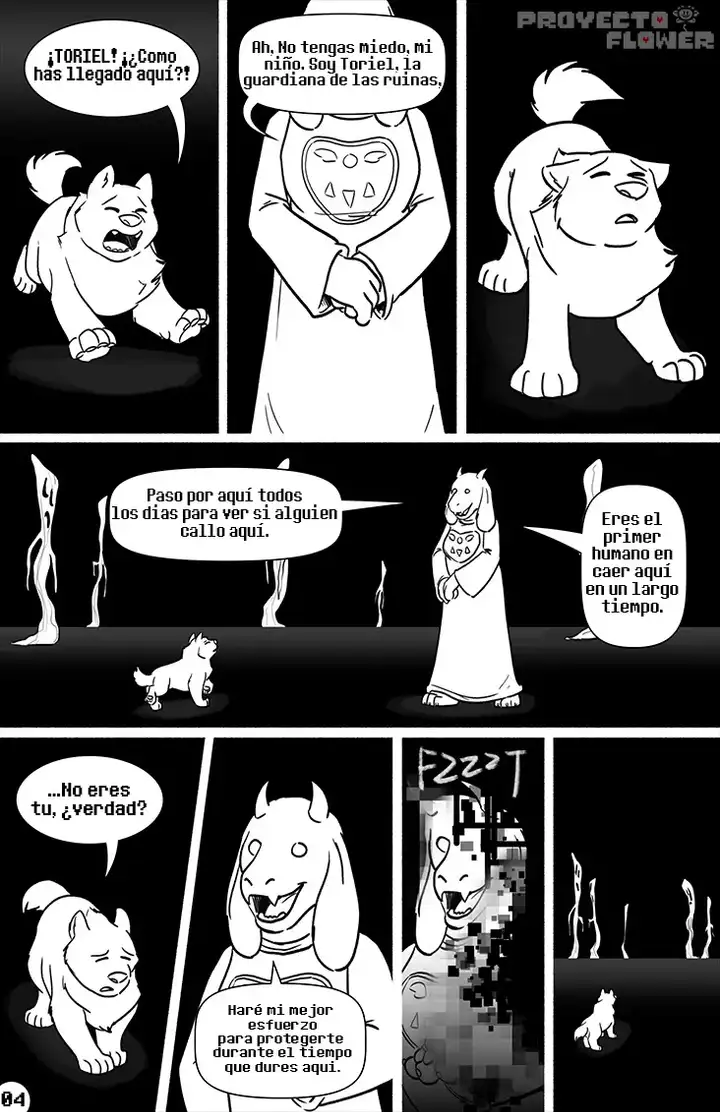 PROYECTO
FLOWER
¡TORIEL! ¡¿Como
has llegado aquí?!
Ah, No tengas miedo, mi
niño. Soy Toriel, la
guardiana de las ruinas,
Paso por aquí todos
los dias para ver si alguien
callo aquí.
Eres el
primer
humano en
caer aquí
en un largo
tiempo.
...No eres
tu, ¿verdad?
Haré mi mejor
esfuerzo
para protegerte
durante el tiempo
que dures aqui.
FZZZT
04